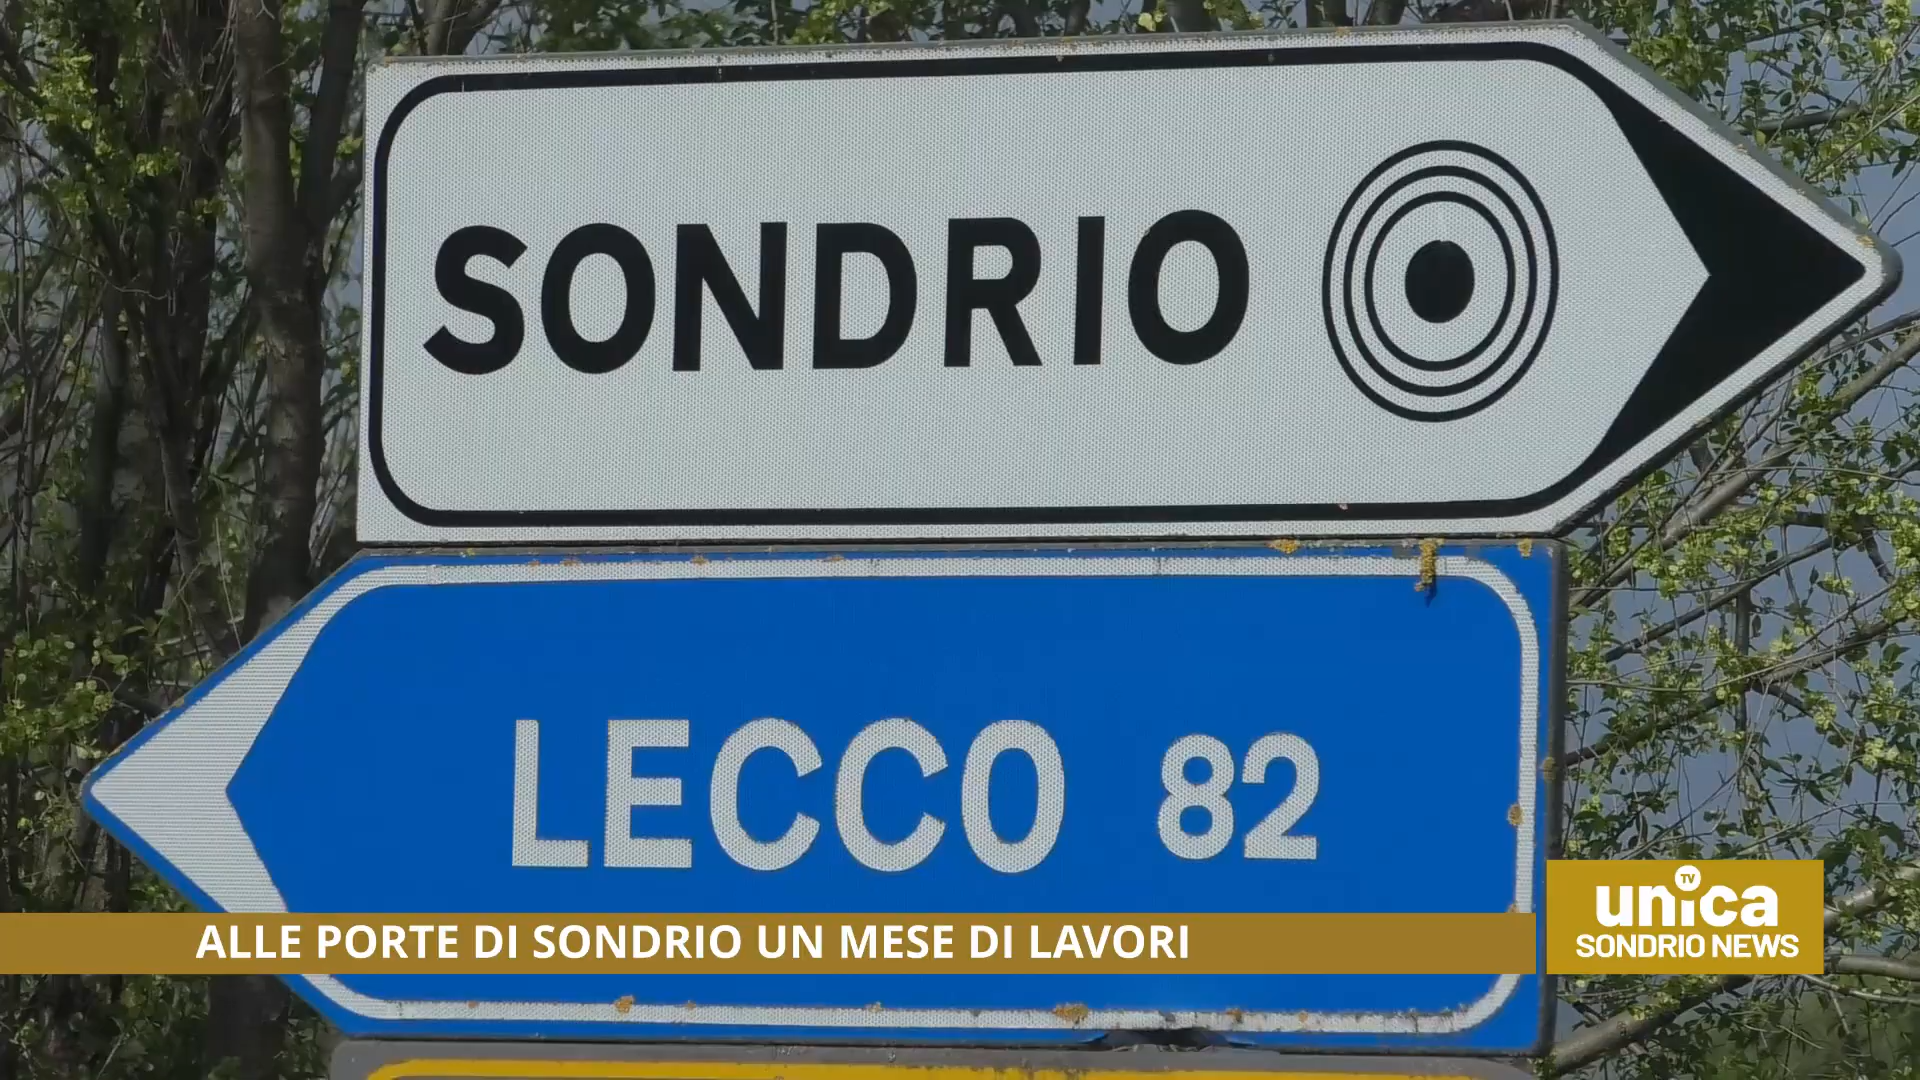 SONDRIO
LECCO 82
ALLE PORTE DI SONDRIO UN MESE DI LAVORI
unica TV
SONDRIO NEWS